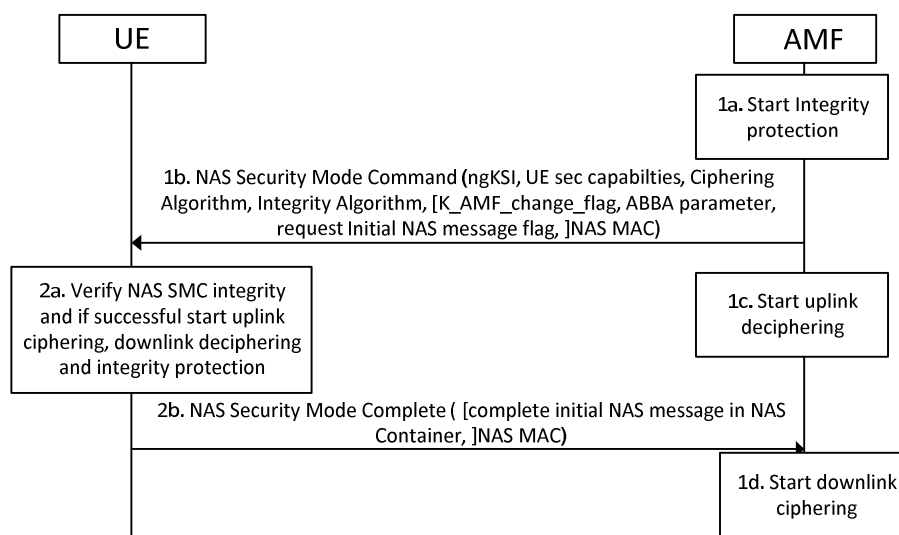 UE
AMF
1a. Start Integrity
protection
1b. NAS Security Mode Command (ngKSI, UE sec capabilties, Ciphering
Algorithm, Integrity Algorithm, [K_AMF_change_flag, ABBA parameter,
request Initial NAS message flag, ]NAS MAC)
2a. Verify NAS SMC integrity
and if successful start uplink
ciphering, downlink deciphering
and integrity protection
1c. Start uplink
deciphering
2b. NAS Security Mode Complete ( [complete initial NAS message in NAS
Container, ]NAS MAC)
1d. Start downlink
ciphering